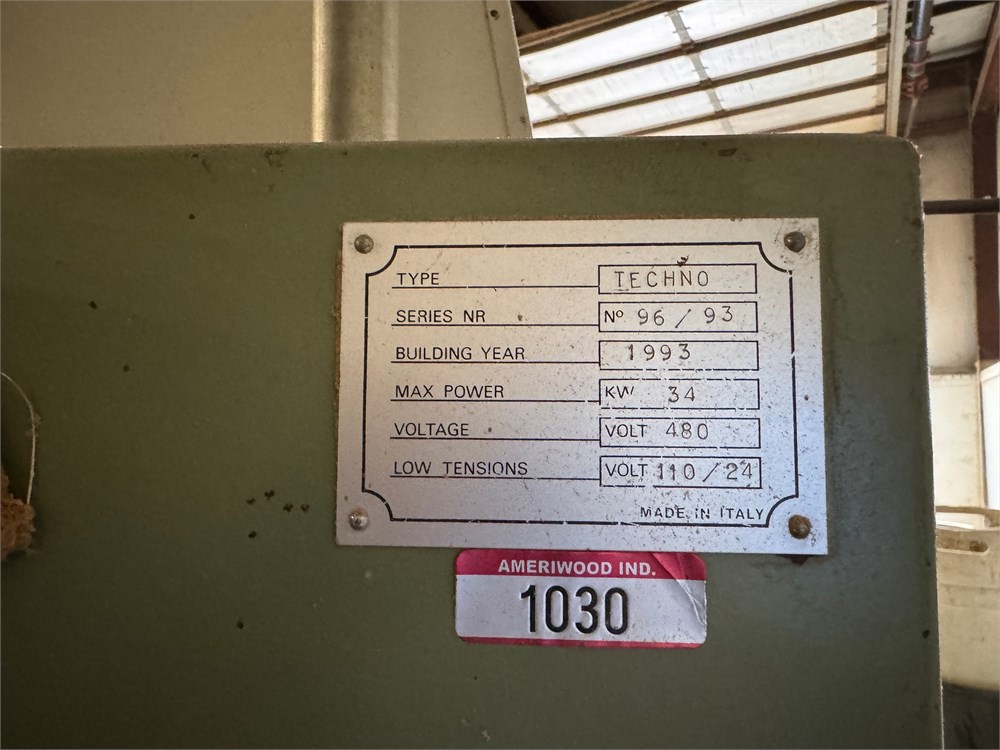 TYPE TECHNO
SERIES NR Nº 96 / 93
BUILDING YEAR 1993
MAX POWER KW 34
VOLTAGE VOLT 480
LOW TENSIONS VOLT 110 / 24
MADE IN ITALY
AMERIWOOD IND.
1030